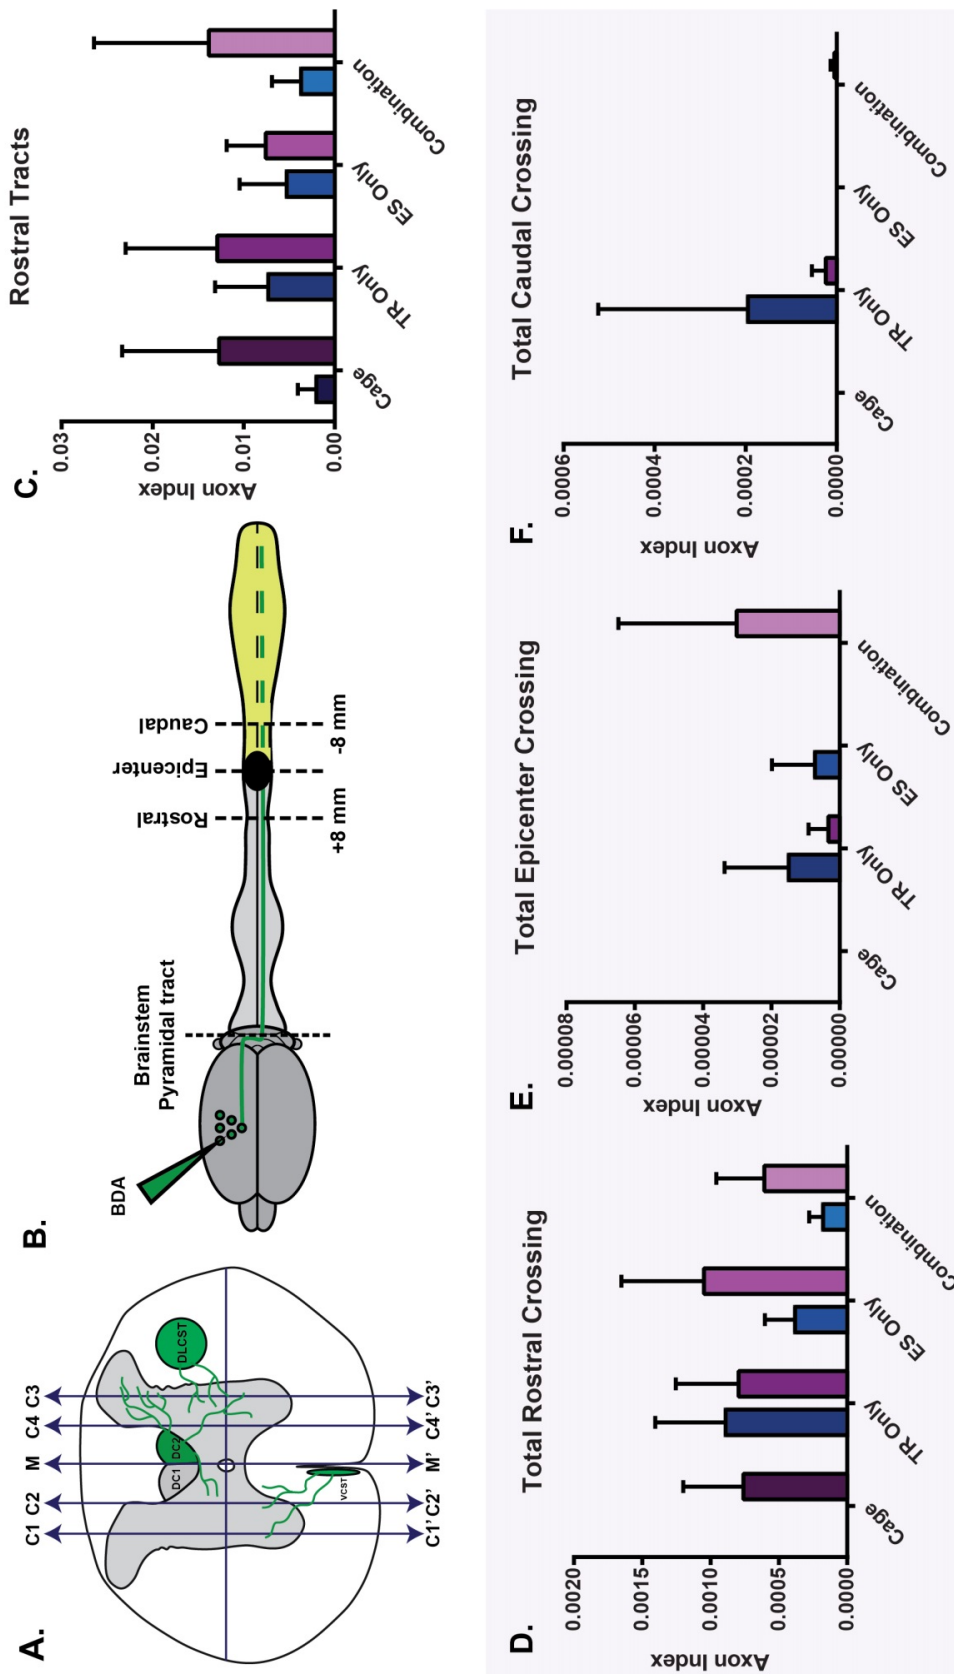 A.
C1 C2 M C4 C3
DC1 DC2
DLCST
VCST
C1' C2' M' C4' C3'
B.
BDA
Brainstem
Pyramidal tract
Rostral
Epicenter
Caudal
+8 mm
-8 mm
C.
Rostral Tracts
Axon Index
0.03
0.02
0.01
0.00
Cage
TR Only
ES Only
Combination
D.
Total Rostral Crossing
Axon Index
0.0020
0.0015
0.0010
0.0005
0.0000
Cage
TR Only
ES Only
Combination
E.
Total Epicenter Crossing
Axon Index
0.00008
0.00006
0.00004
0.00002
0.00000
Cage
TR Only
ES Only
Combination
F.
Total Caudal Crossing
Axon Index
0.0006
0.0004
0.0002
0.0000
Cage
TR Only
ES Only
Combination